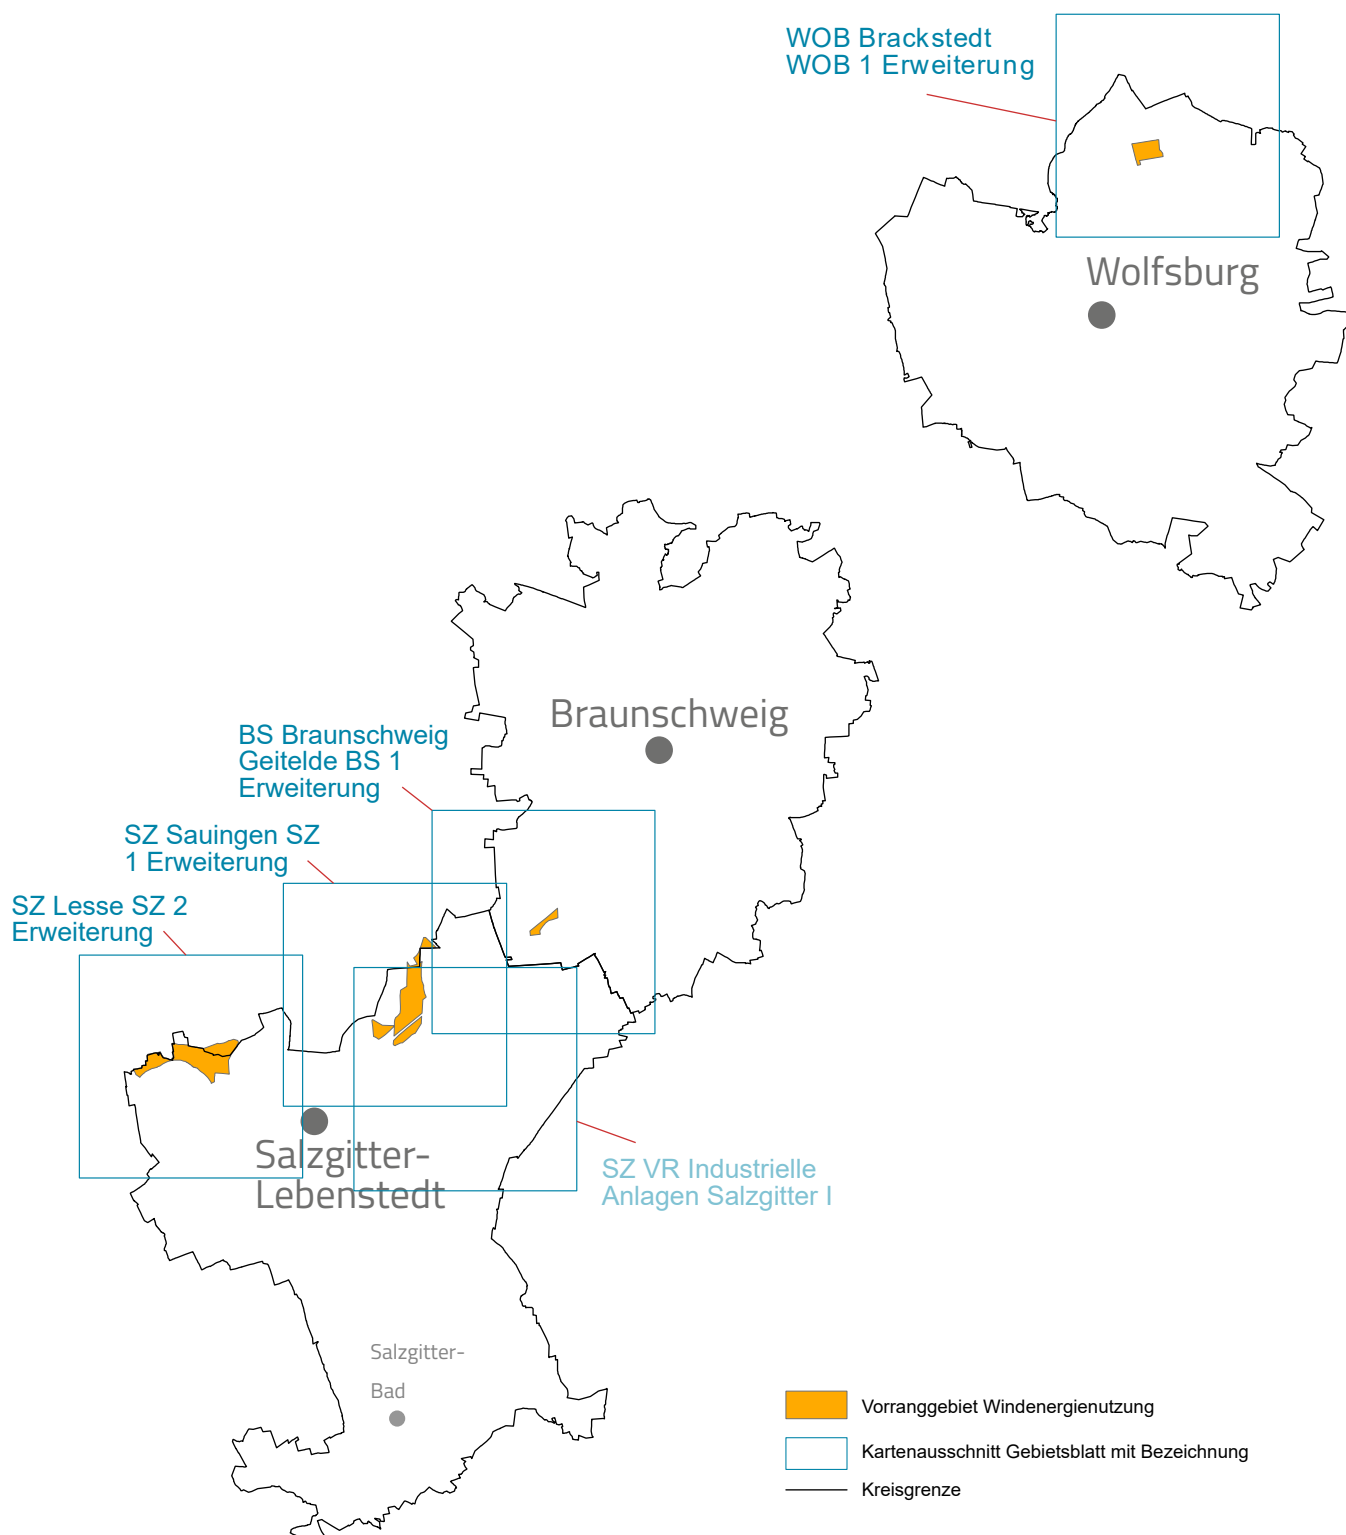 WOB Brackstedt
WOB 1 Erweiterung
Wolfsburg
Braunschweig
BS Braunschweig
Geitelde BS 1
Erweiterung
SZ Sauingen SZ
1 Erweiterung
SZ Lesse SZ 2
Erweiterung
Salzgitter-
Lebenstedt
SZ VR Industrielle
Anlagen Salzgitter I
Salzgitter-
Bad
Vorranggebiet Windenergienutzung
Kartenausschnitt Gebietsblatt mit Bezeichnung
Kreisgrenze